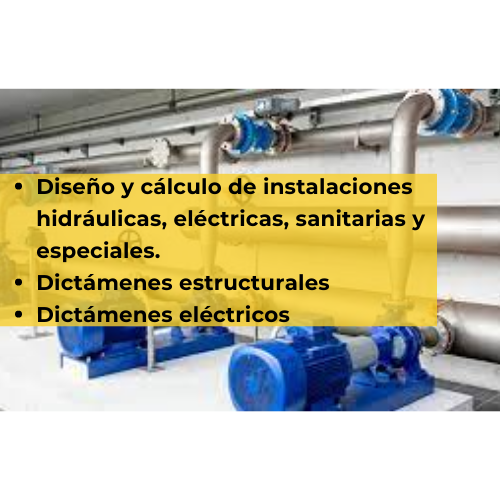 • Diseño y cálculo de instalaciones
hidráulicas, eléctricas, sanitarias y
especiales.
• Dictámenes estructurales
• Dictámenes eléctricos